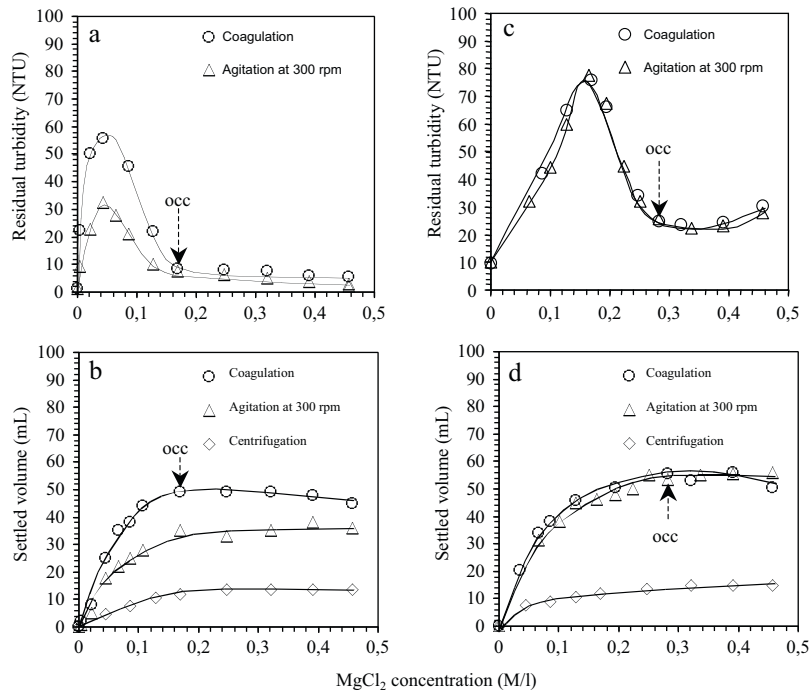 a
Coagulation
Agitation at 300 rpm
occ
Residual turbidity (NTU)
100
90
80
70
60
50
40
30
20
10
0
0 0,1 0,2 0,3 0,4 0,5
c
Coagulation
Agitation at 300 rpm
occ
Residual turbidity (NTU)
100
90
80
70
60
50
40
30
20
10
0
0 0,1 0,2 0,3 0,4 0,5
b
Coagulation
Agitation at 300 rpm
Centrifugation
occ
Settled volume (mL)
100
90
80
70
60
50
40
30
20
10
0
0 0,1 0,2 0,3 0,4 0,5
d
Coagulation
Agitation at 300 rpm
Centrifugation
occ
Settled volume (mL)
100
90
80
70
60
50
40
30
20
10
0
0 0,1 0,2 0,3 0,4 0,5
MgCl₂ concentration (M/l)